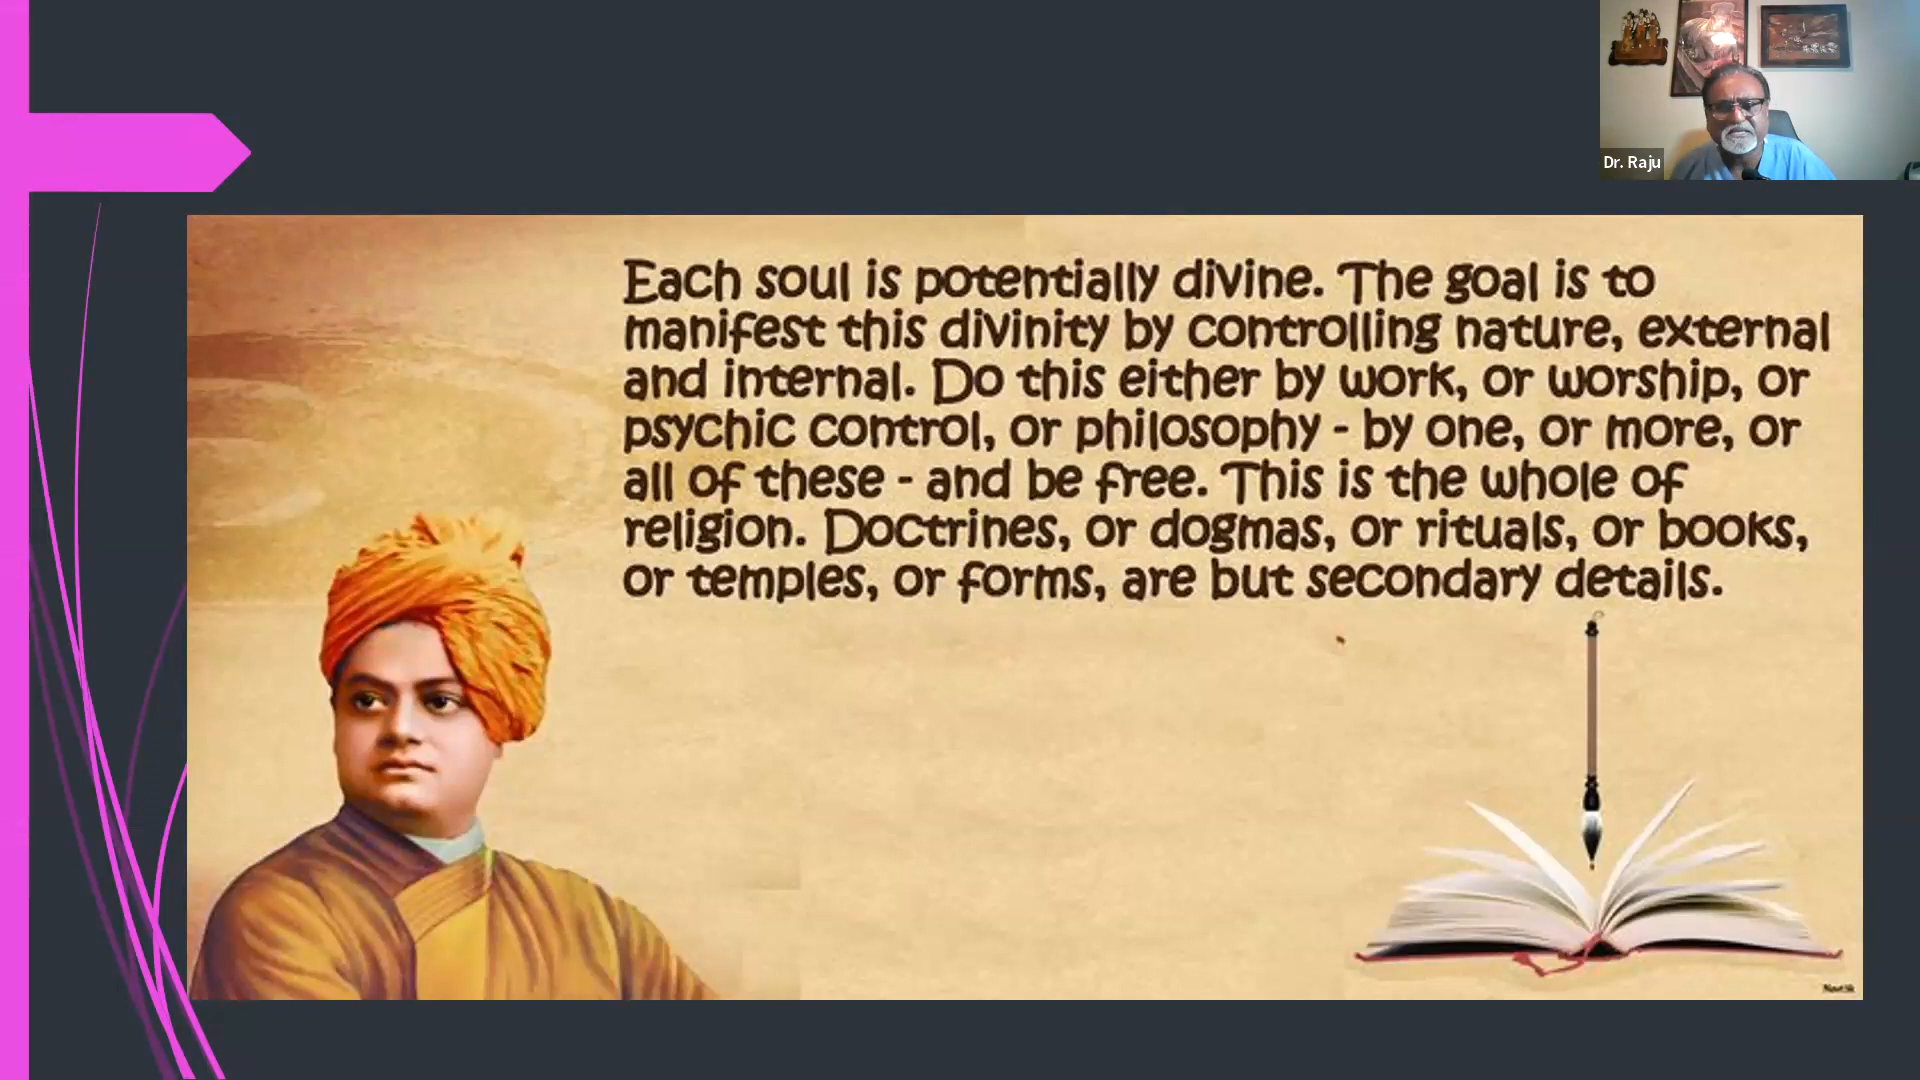 Dr. Raju
Each soul is potentially divine. The goal is to
manifest this divinity by controlling nature, external
and internal. Do this either by work, or worship, or
psychic control, or philosophy - by one, or more, or
all of these - and be free. This is the whole of
religion. Doctrines, or dogmas, or rituals, or books,
or temples, or forms, are but secondary details.